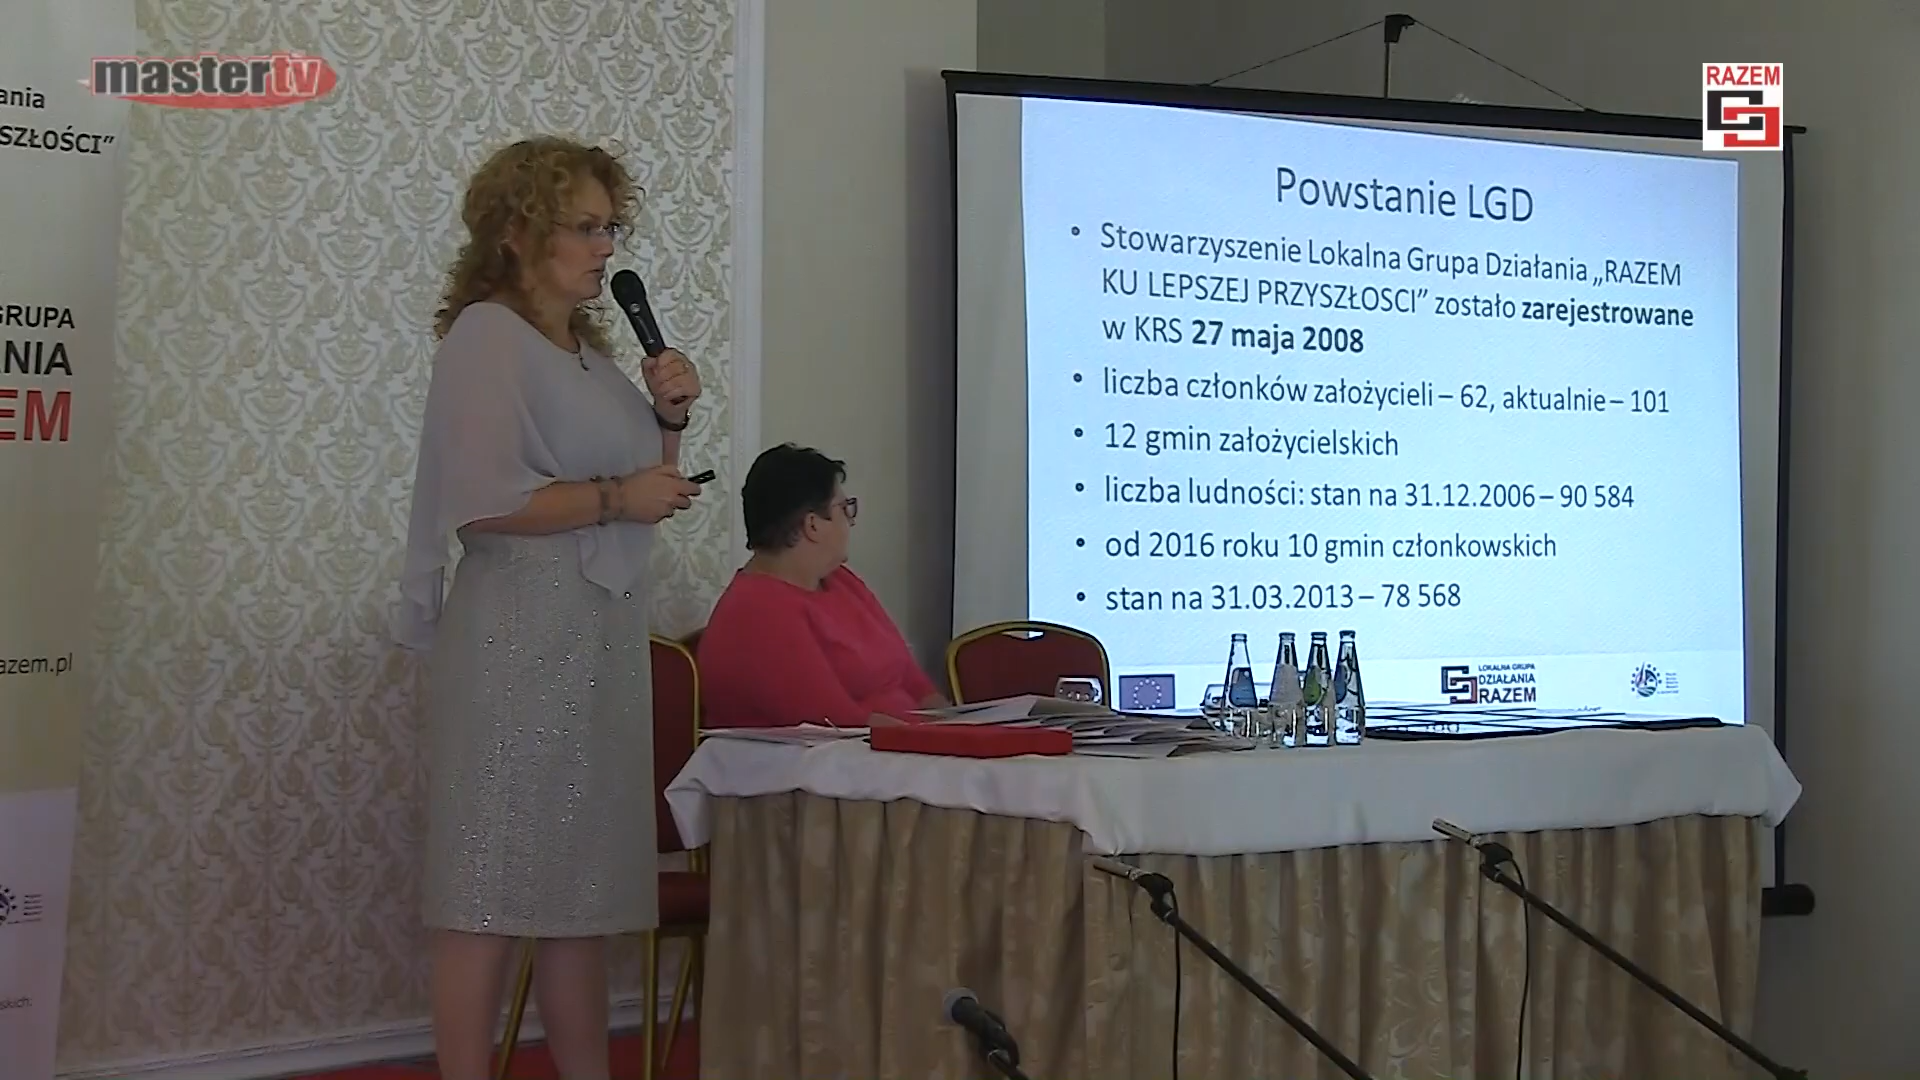 mastertv
ania
SZŁOŚCI”
GRUPA
NIA
EM
azem.pl
skich:
RAZEM
Powstanie LGD
• Stowarzyszenie Lokalna Grupa Działania „RAZEM
KU LEPSZEJ PRZYSZŁOSCI” zostało zarejestrowane
w KRS 27 maja 2008
• liczba członków założycieli – 62, aktualnie – 101
• 12 gmin założycielskich
• liczba ludności: stan na 31.12.2006 – 90 584
• od 2016 roku 10 gmin członkowskich
• stan na 31.03.2013 – 78 568
LOKALNA GRUPA
DZIAŁANIA
RAZEM